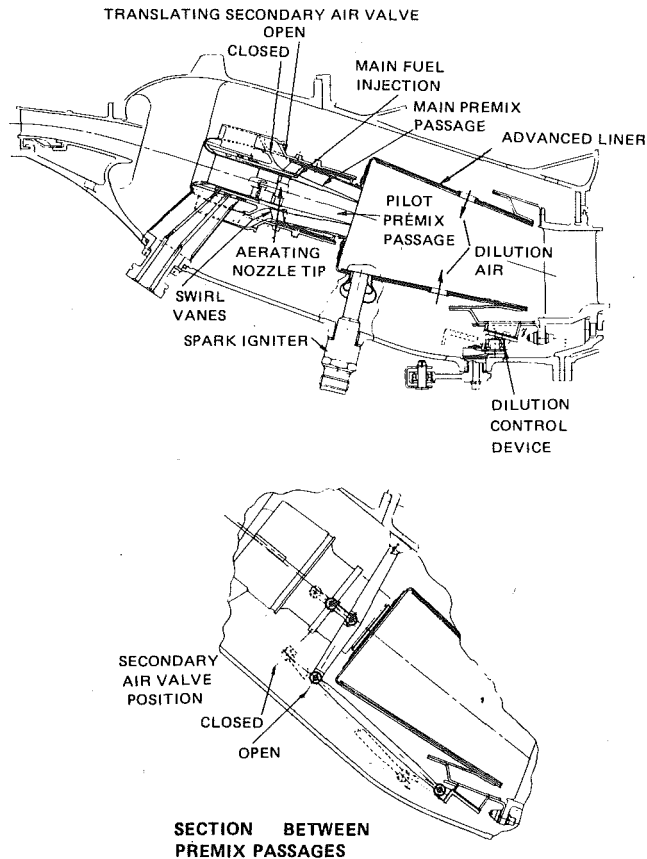 TRANSLATING SECONDARY AIR VALVE
OPEN
CLOSED
MAIN FUEL
INJECTION
MAIN PREMIX
PASSAGE
ADVANCED LINER
PILOT
PREMIX
PASSAGE
DILUTION
AIR
AERATING
NOZZLE TIP
SWIRL
VANES
SPARK IGNITER
DILUTION
CONTROL
DEVICE
SECONDARY
AIR VALVE
POSITION
CLOSED
OPEN
1
SECTION BETWEEN
PREMIX PASSAGES